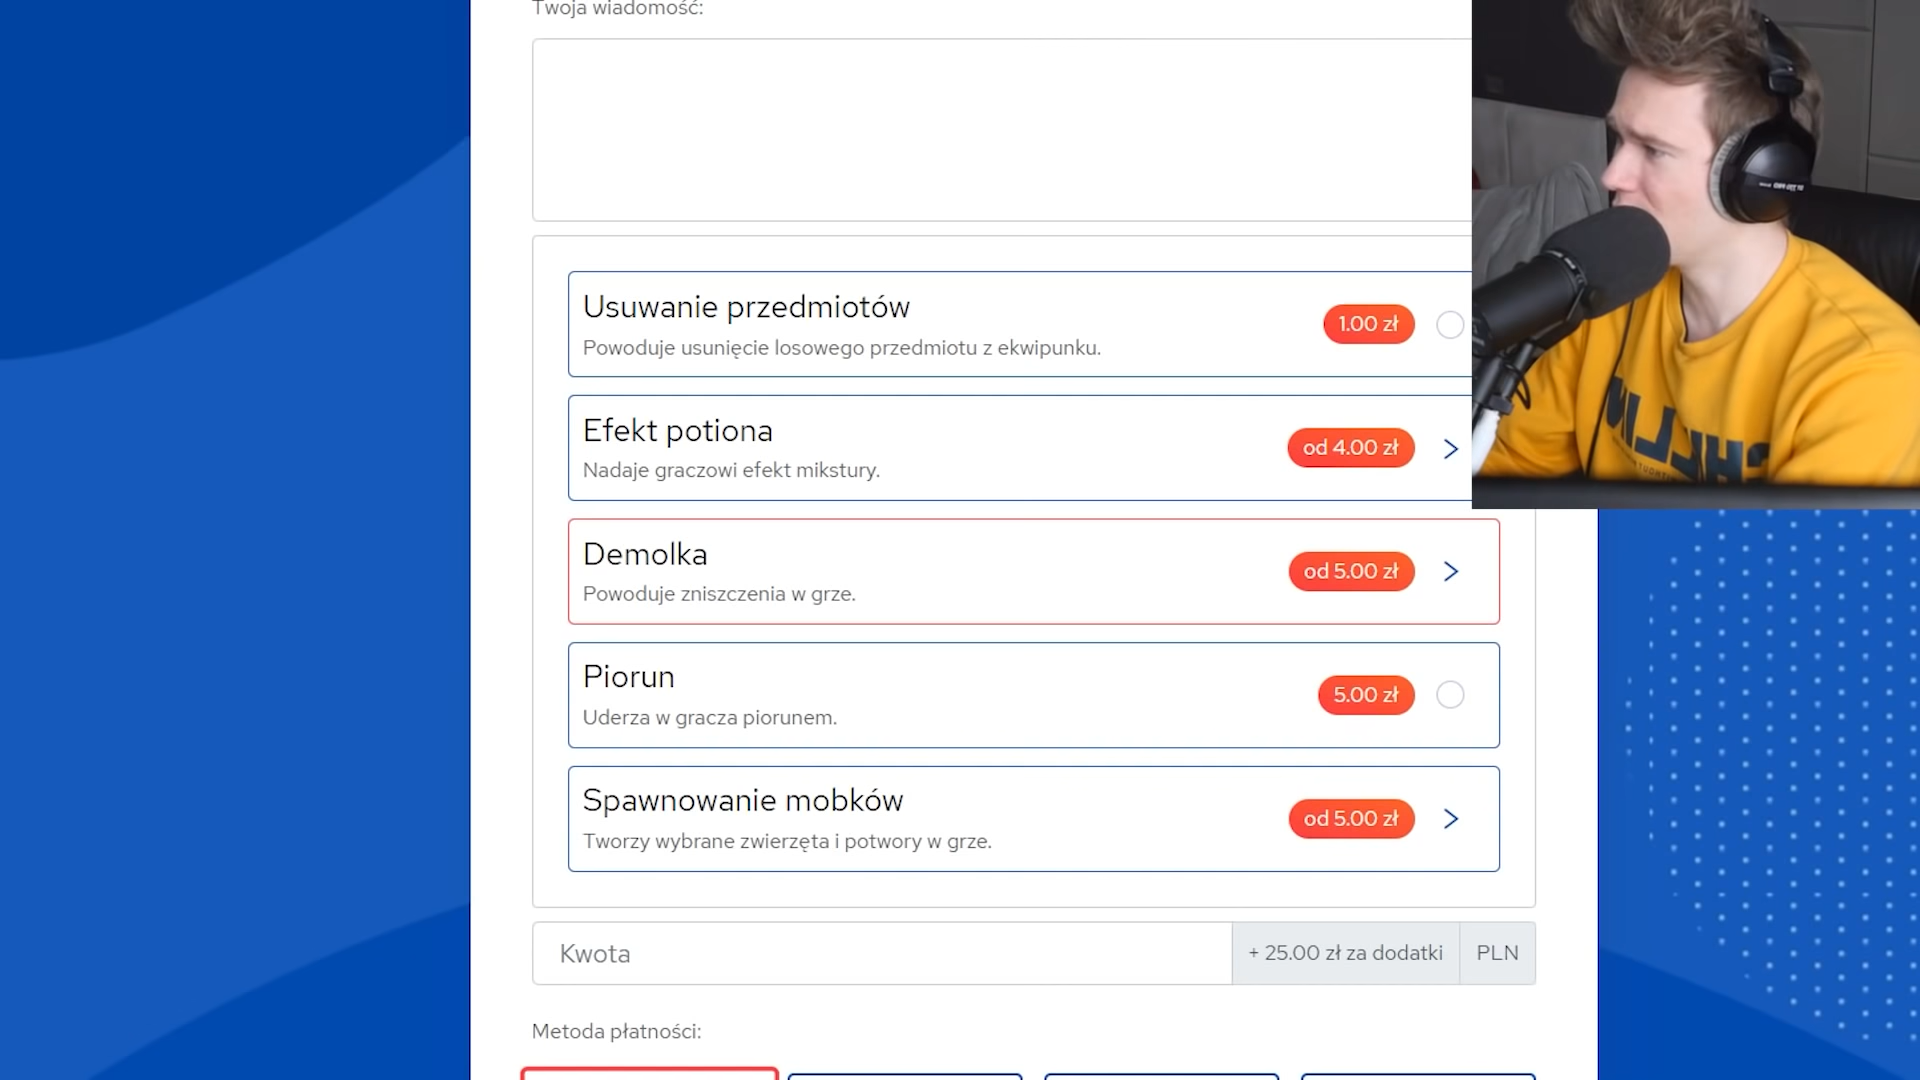 Twoja wiadomość:
Usuwanie przedmiotów
1.00 zł
Powoduje usunięcie losowego przedmiotu z ekwipunku.
Efekt potiona
od 4.00 zł
Nadaje graczowi efekt mikstury.
Demolka
od 5.00 zł
Powoduje zniszczenia w grze.
Piorun
5.00 zł
Uderza w gracza piorunem.
Spawnowanie mobków
od 5.00 zł
Tworzy wybrane zwierzęta i potwory w grze.
Kwota
+ 25.00 zł za dodatki
PLN
Metoda płatności: